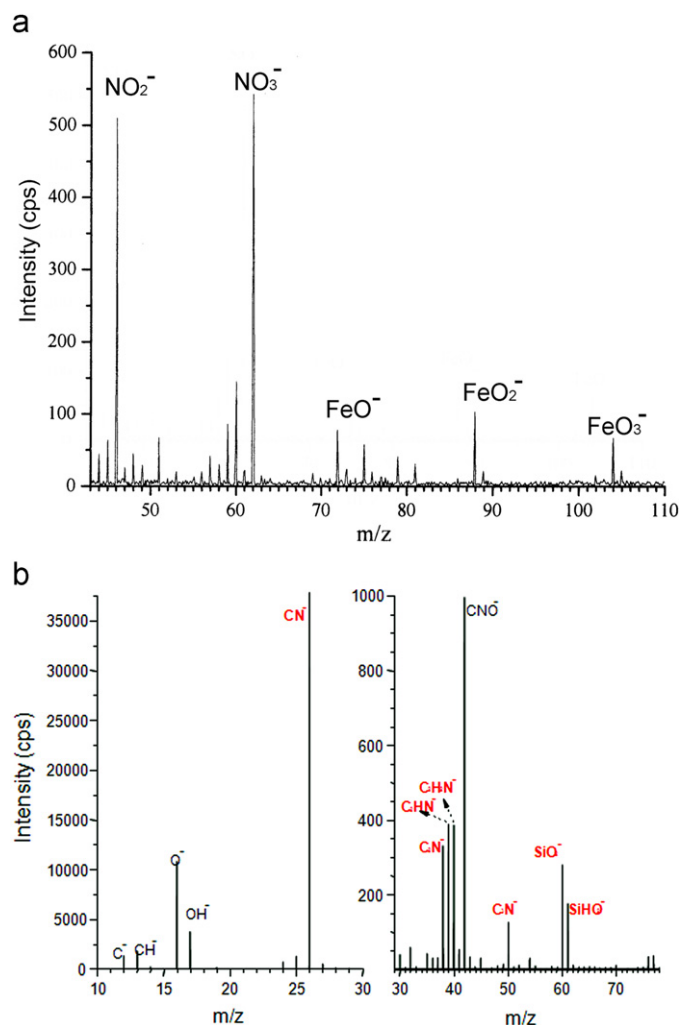 a
600
500
400
300
200
100
0
Intensity (cps)
NO₂⁻
NO₃⁻
FeO⁻
FeO₂⁻
FeO₃⁻
50 60 70 80 90 100 110
m/z
b
35000
30000
25000
20000
15000
10000
5000
0
Intensity (cps)
CN⁻
O⁻
OH⁻
C⁻
CH⁻
10 15 20 25 30
m/z
1000
800
600
400
200
CNO⁻
SiO₂⁻
SiHO₂⁻
30 40 50 60 70
m/z